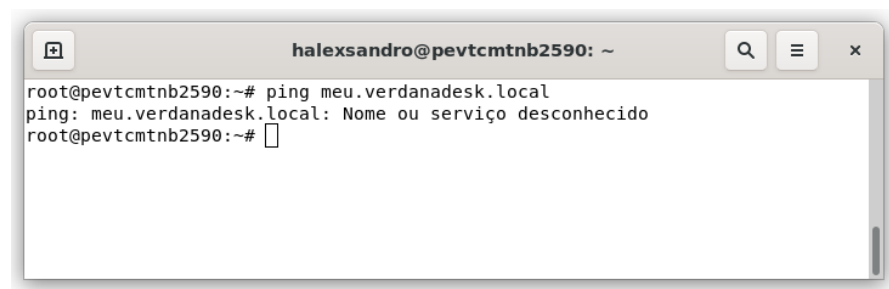 halexsandro@pevtcmtnb2590: ~
root@pevtcmtnb2590:~# ping meu.verdanadesk.local
ping: meu.verdanadesk.local: Nome ou serviço desconhecido
root@pevtcmtnb2590:~#